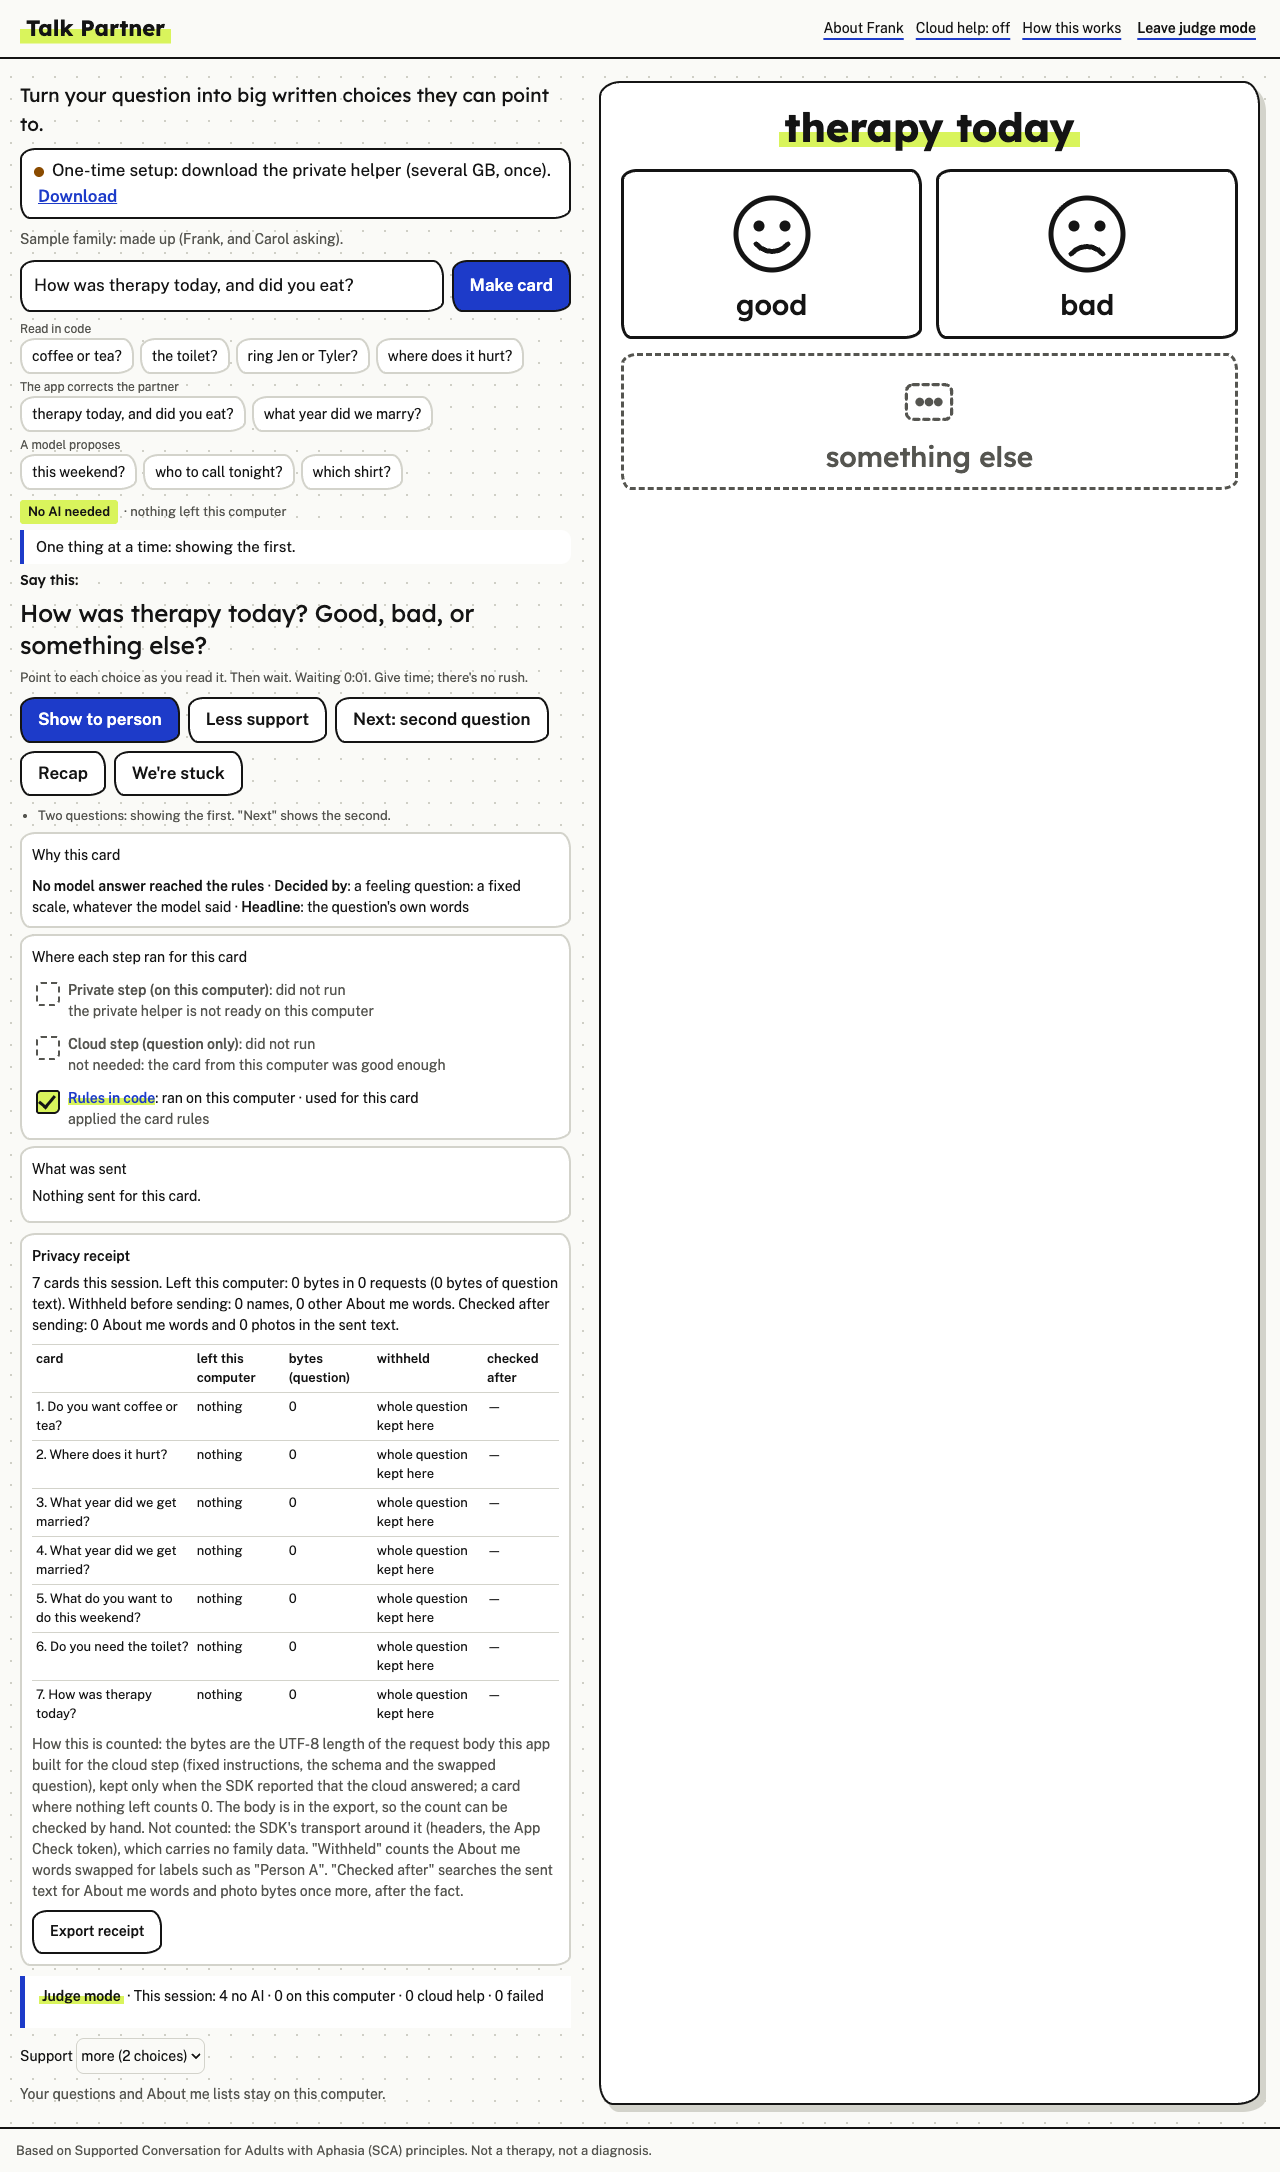 Talk Partner
About Frank
Cloud help: off
How this works
Leave judge mode
Turn your question into big written choices they can point
to.
One-time setup: download the private helper (several GB, once).
Download
Sample family: made up (Frank, and Carol asking).
How was therapy today, and did you eat?
Make card
Read in code
coffee or tea?
the toilet?
ring Jen or Tyler?
where does it hurt?
The app corrects the partner
therapy today, and did you eat?
what year did we marry?
A model proposes
this weekend?
who to call tonight?
which shirt?
No AI needed · nothing left this computer
One thing at a time: showing the first.
Say this:
How was therapy today? Good, bad, or
something else?
Point to each choice as you read it. Then wait. Waiting 0:01. Give time; there's no rush.
Show to person
Less support
Next: second question
Recap
We're stuck
• Two questions: showing the first. "Next" shows the second.
Why this card
No model answer reached the rules · Decided by: a feeling question: a fixed
scale, whatever the model said · Headline: the question's own words
Where each step ran for this card
Private step (on this computer): did not run
the private helper is not ready on this computer
Cloud step (question only): did not run
not needed: the card from this computer was good enough
Rules in code: ran on this computer · used for this card
applied the card rules
What was sent
Nothing sent for this card.
Privacy receipt
7 cards this session. Left this computer: 0 bytes in 0 requests (0 bytes of question
text). Withheld before sending: 0 names, 0 other About me words. Checked after
sending: 0 About me words and 0 photos in the sent text.
card
left this
computer
bytes
(question)
withheld
checked
after
1. Do you want coffee or
tea?
nothing
0
whole question
kept here
—
2. Where does it hurt?
nothing
0
whole question
kept here
—
3. What year did we get
married?
nothing
0
whole question
kept here
—
4. What year did we get
married?
nothing
0
whole question
kept here
—
5. What do you want to
do this weekend?
nothing
0
whole question
kept here
—
6. Do you need the toilet?
nothing
0
whole question
kept here
—
7. How was therapy
today?
nothing
0
whole question
kept here
—
How this is counted: the bytes are the UTF-8 length of the request body this app
built for the cloud step (fixed instructions, the schema and the swapped
question), kept only when the SDK reported that the cloud answered; a card
where nothing left counts 0. The body is in the export, so the count can be
checked by hand. Not counted: the SDK's transport around it (headers, the App
Check token), which carries no family data. "Withheld" counts the About me
words swapped for labels such as "Person A". "Checked after" searches the sent
text for About me words and photo bytes once more, after the fact.
Export receipt
Judge mode · This session: 4 no AI · 0 on this computer · 0 cloud help · 0 failed
Support more (2 choices)
Your questions and About me lists stay on this computer.
therapy today
good
bad
something else
Based on Supported Conversation for Adults with Aphasia (SCA) principles. Not a therapy, not a diagnosis.